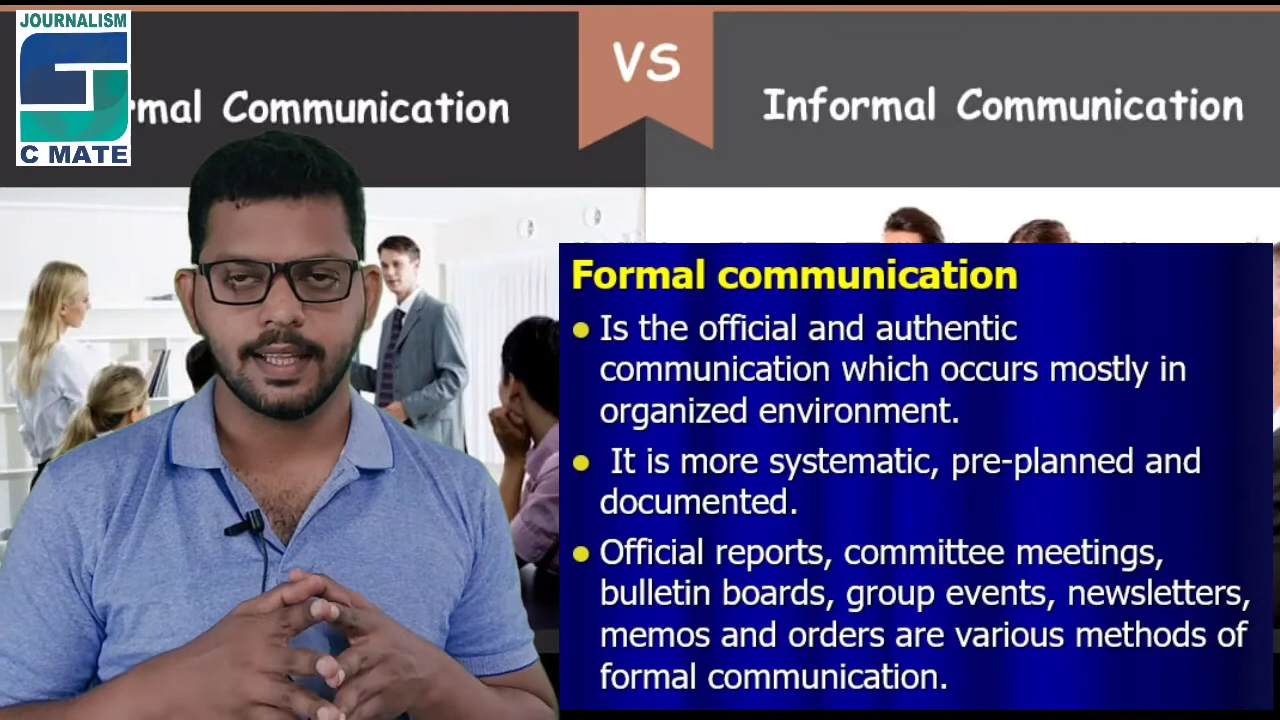 JOURNALISM
C MATE
rmal Communication
VS
Informal Communication
Formal communication
● Is the official and authentic
communication which occurs mostly in
organized environment.
● It is more systematic, pre-planned and
documented.
● Official reports, committee meetings,
bulletin boards, group events, newsletters,
memos and orders are various methods of
formal communication.